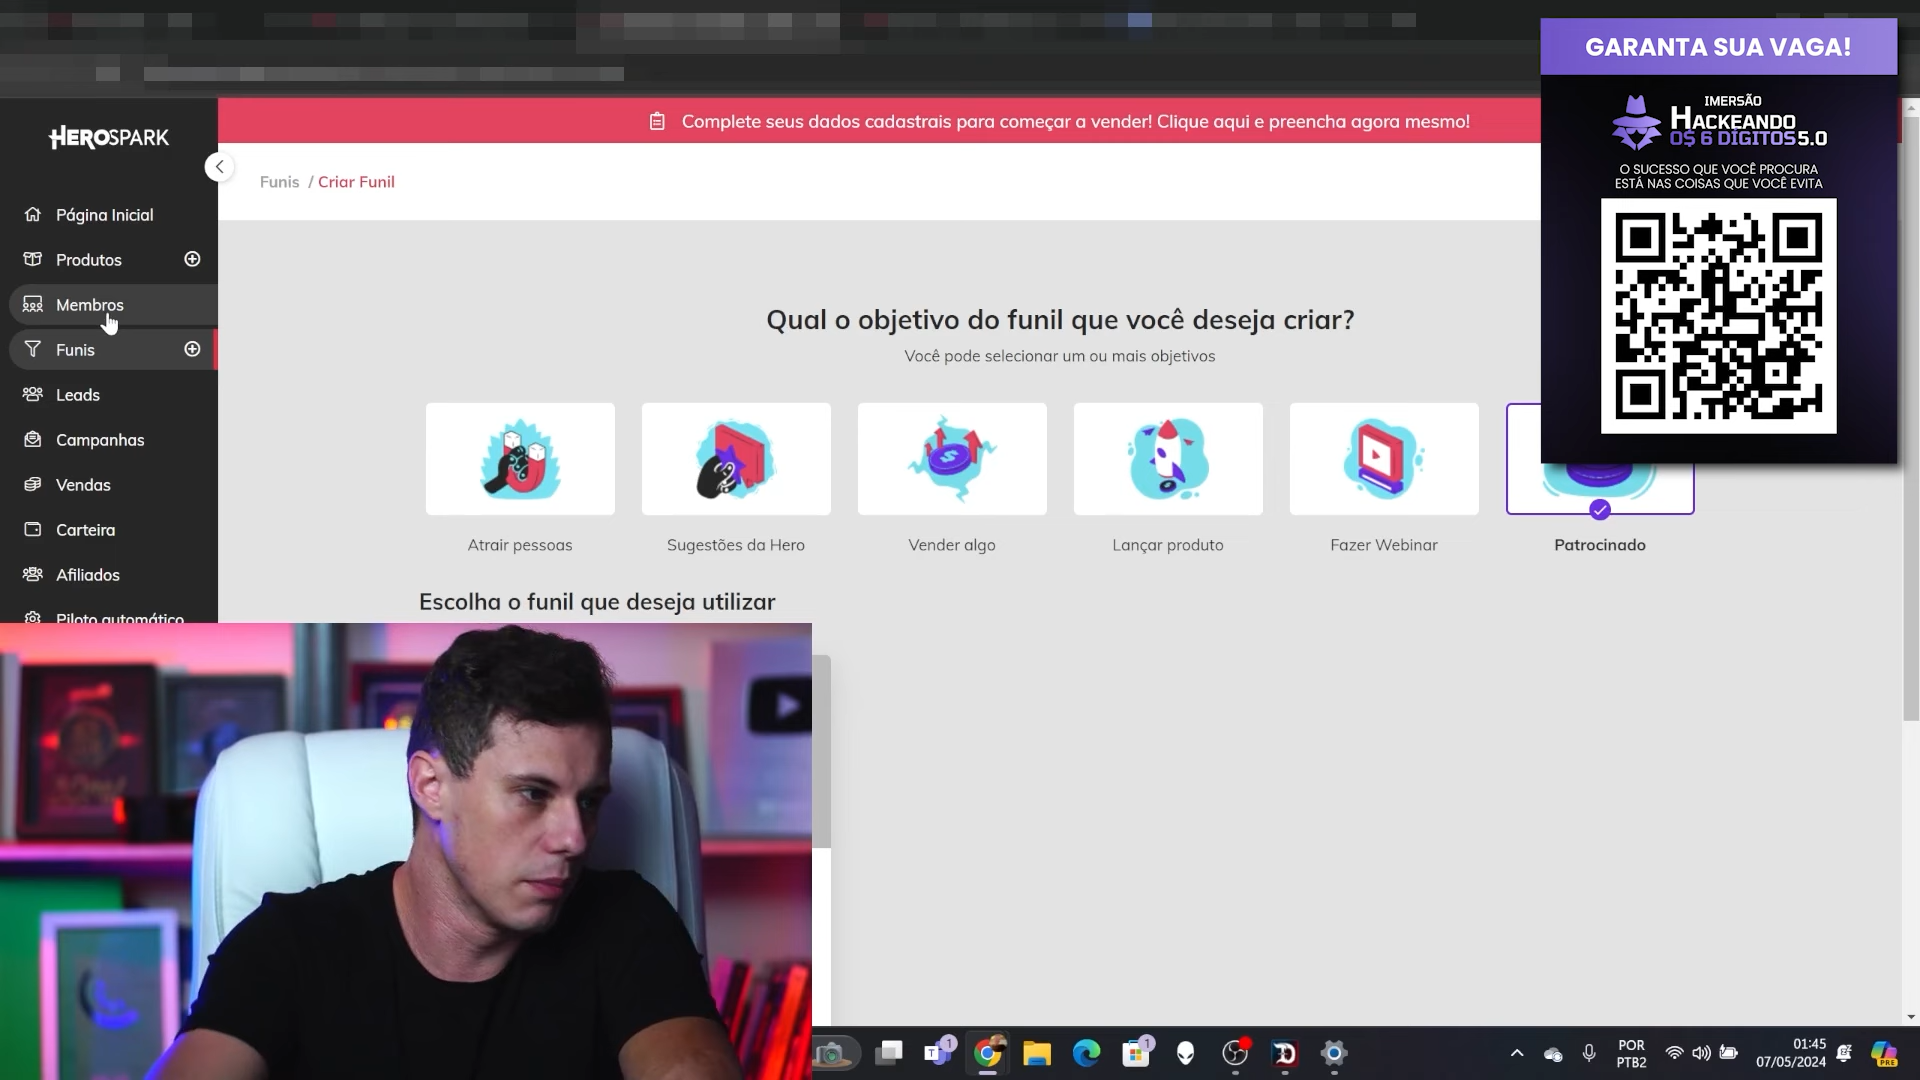 GARANTA SUA VAGA!
IMERSÃO
HACKEANDO
O$ 6 DÍGITOS 5.0
O SUCESSO QUE VOCÊ PROCURA
ESTÁ NAS COISAS QUE VOCÊ EVITA
HEROSPARK
Complete seus dados cadastrais para começar a vender! Clique aqui e preencha agora mesmo!
Funis / Criar Funil
Página Inicial
Produtos
Membros
Funis
Leads
Campanhas
Vendas
Carteira
Afiliados
Piloto automático
Qual o objetivo do funil que você deseja criar?
Você pode selecionar um ou mais objetivos
Atrair pessoas
Sugestões da Hero
Vender algo
Lançar produto
Fazer Webinar
Patrocinado
Escolha o funil que deseja utilizar
1
1
POR
PTB2
01:45
07/05/2024
PRE